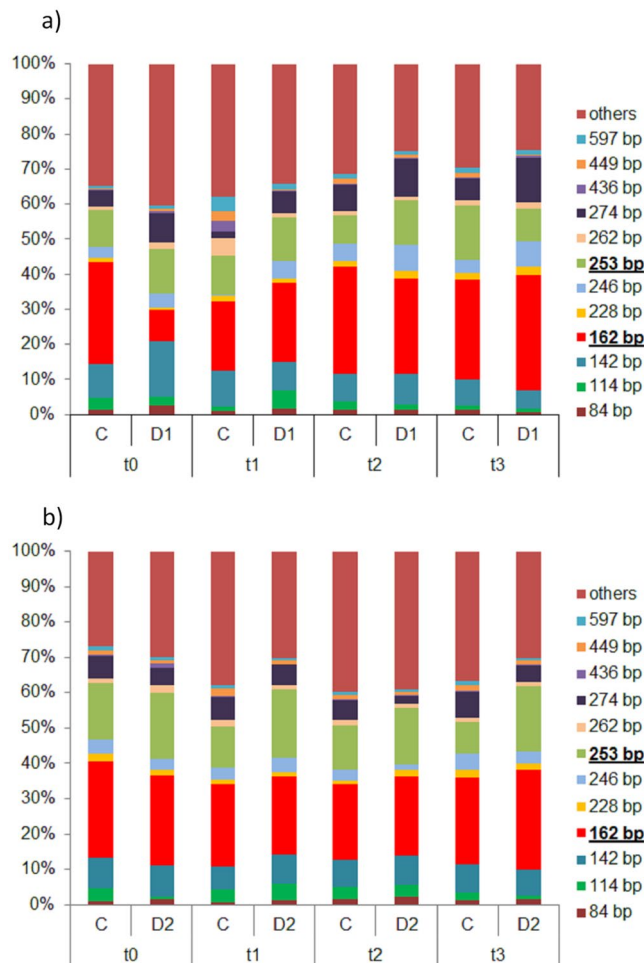 a)
100%
90%
80%
70%
60%
50%
40%
30%
20%
10%
0%
C D1 C D1 C D1 C D1
t0 t1 t2 t3
others
597 bp
449 bp
436 bp
274 bp
262 bp
253 bp
246 bp
228 bp
162 bp
142 bp
114 bp
84 bp
b)
100%
90%
80%
70%
60%
50%
40%
30%
20%
10%
0%
C D2 C D2 C D2 C D2
t0 t1 t2 t3
others
597 bp
449 bp
436 bp
274 bp
262 bp
253 bp
246 bp
228 bp
162 bp
142 bp
114 bp
84 bp